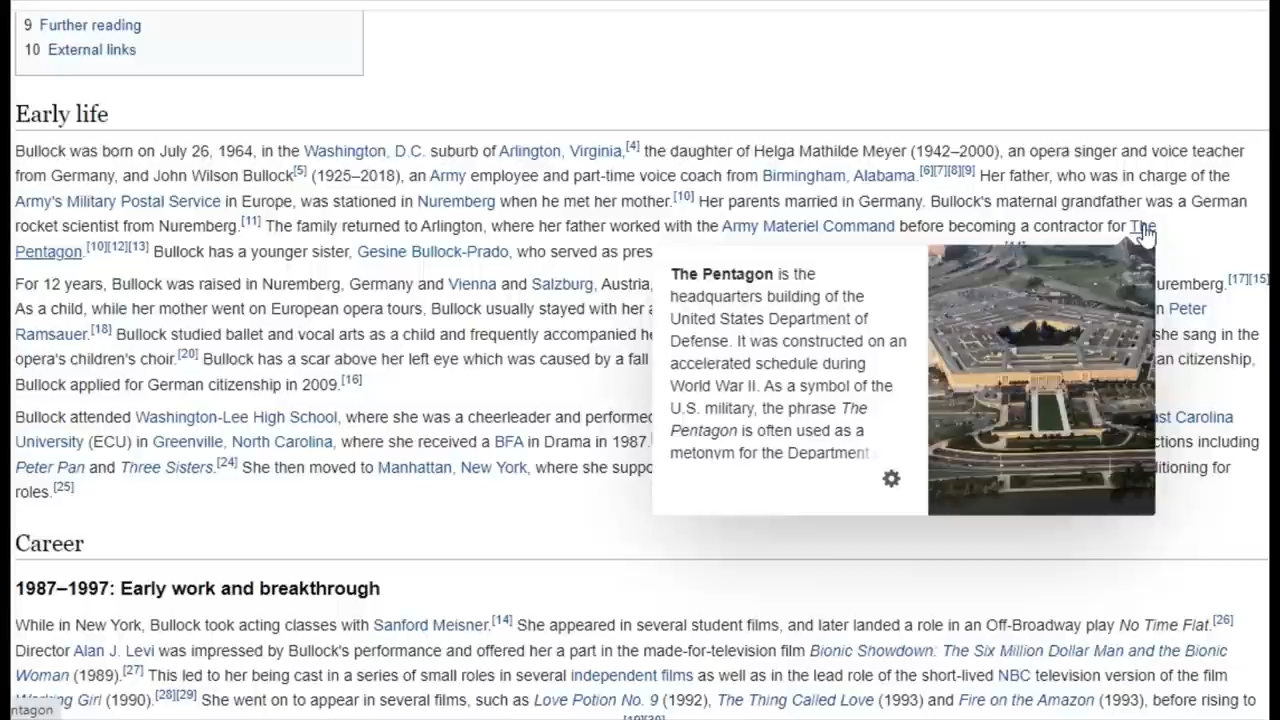 9 Further reading
10 External links
Early life
Bullock was born on July 26, 1964, in the Washington, D.C. suburb of Arlington, Virginia,[4] the daughter of Helga Mathilde Meyer (1942–2000), an opera singer and voice teacher
from Germany, and John Wilson Bullock[5] (1925–2018), an Army employee and part-time voice coach from Birmingham, Alabama.[6][7][8][9] Her father, who was in charge of the
Army's Military Postal Service in Europe, was stationed in Nuremberg when he met her mother.[10] Her parents married in Germany. Bullock's maternal grandfather was a German
rocket scientist from Nuremberg.[11] The family returned to Arlington, where her father worked with the Army Materiel Command before becoming a contractor for The
Pentagon.[10][12][13] Bullock has a younger sister, Gesine Bullock-Prado, who served as pres
For 12 years, Bullock was raised in Nuremberg, Germany and Vienna and Salzburg, Austria, uremberg.[17][15]
As a child, while her mother went on European opera tours, Bullock usually stayed with her a n Peter
Ramsauer.[18] Bullock studied ballet and vocal arts as a child and frequently accompanied he she sang in the
opera's children's choir.[20] Bullock has a scar above her left eye which was caused by a fall an citizenship,
Bullock applied for German citizenship in 2009.[16]
Bullock attended Washington-Lee High School, where she was a cheerleader and performed ast Carolina
University (ECU) in Greenville, North Carolina, where she received a BFA in Drama in 1987. ctions including
Peter Pan and Three Sisters.[24] She then moved to Manhattan, New York, where she suppo ditioning for
roles.[25]
The Pentagon is the
headquarters building of the
United States Department of
Defense. It was constructed on an
accelerated schedule during
World War II. As a symbol of the
U.S. military, the phrase The
Pentagon is often used as a
metonym for the Department
Career
1987–1997: Early work and breakthrough
While in New York, Bullock took acting classes with Sanford Meisner.[14] She appeared in several student films, and later landed a role in an Off-Broadway play No Time Flat.[26]
Director Alan J. Levi was impressed by Bullock's performance and offered her a part in the made-for-television film Bionic Showdown: The Six Million Dollar Man and the Bionic
Woman (1989).[27] This led to her being cast in a series of small roles in several independent films as well as in the lead role of the short-lived NBC television version of the film
Working Girl (1990).[28][29] She went on to appear in several films, such as Love Potion No. 9 (1992), The Thing Called Love (1993) and Fire on the Amazon (1993), before rising to
ntagon